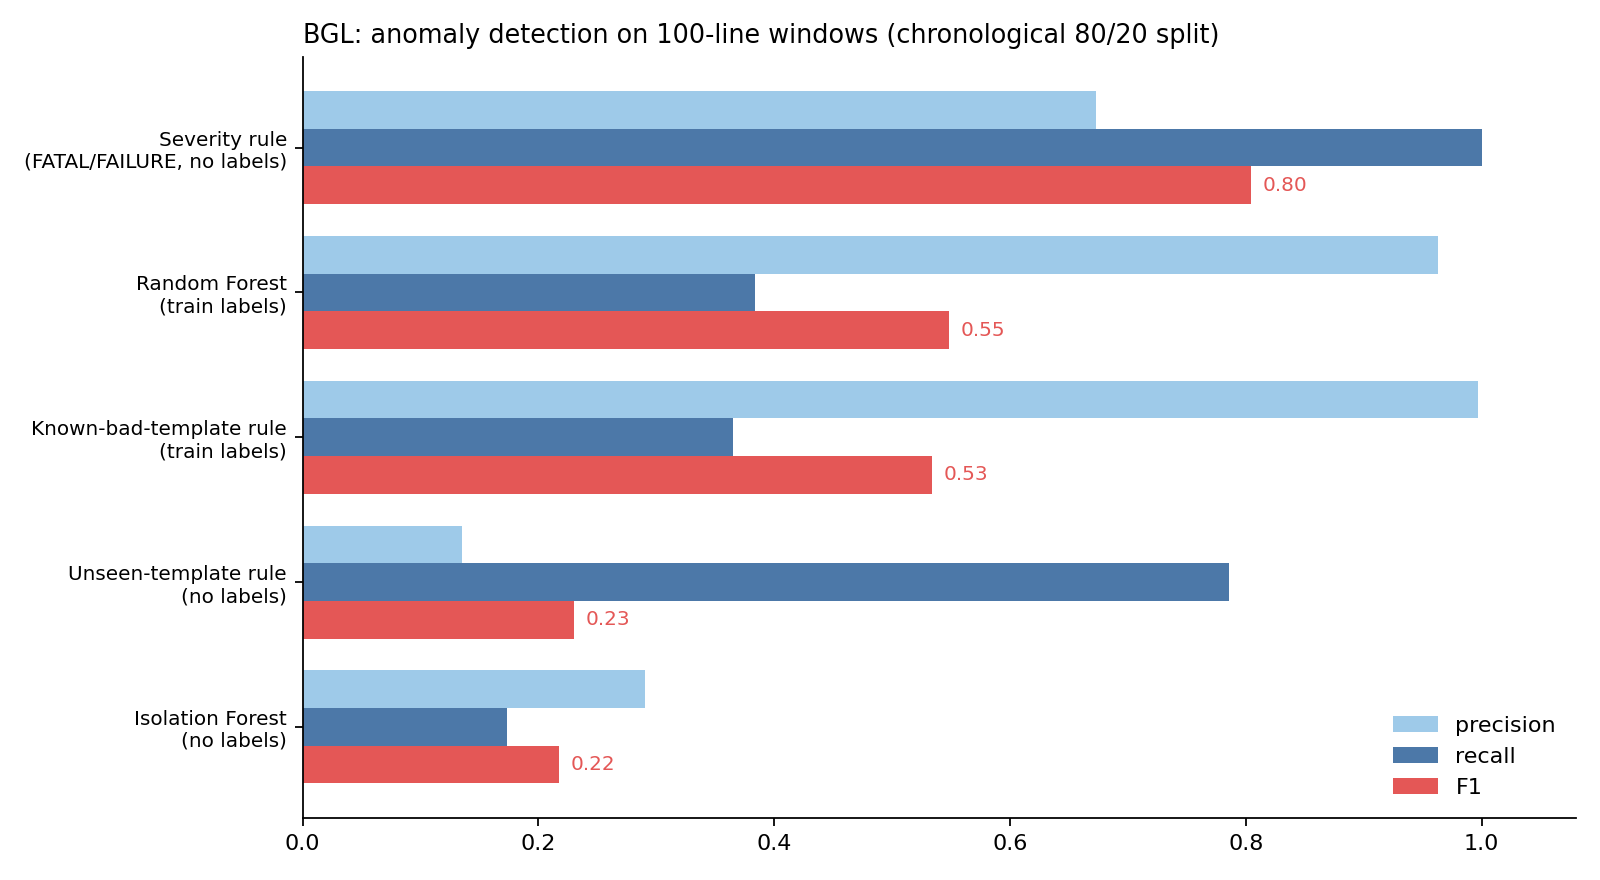 BGL: anomaly detection on 100-line windows (chronological 80/20 split)
Severity rule
(FATAL/FAILURE, no labels)
0.80
Random Forest
(train labels)
0.55
Known-bad-template rule
(train labels)
0.53
Unseen-template rule
(no labels)
0.23
Isolation Forest
(no labels)
0.22
precision
recall
F1
0.0 0.2 0.4 0.6 0.8 1.0